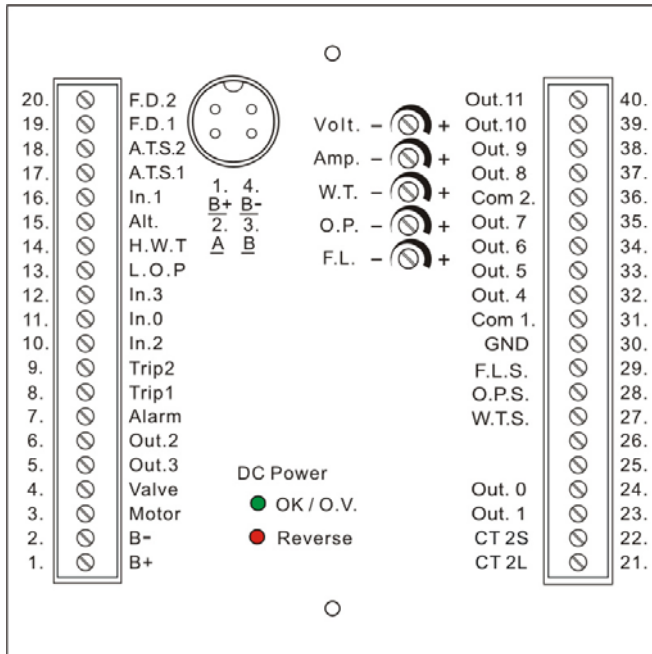 20. F.D.2
19. F.D.1
18. A.T.S.2
17. A.T.S.1
16. In.1
15. Alt.
14. H.W.T
13. L.O.P
12. In.3
11. In.0
10. In.2
9. Trip2
8. Trip1
7. Alarm
6. Out.2
5. Out.3
4. Valve
3. Motor
2. B-
1. B+
1. 4.
B+ B-
2. 3.
A B
Volt. - +
Amp. - +
W.T. - +
O.P. - +
F.L. - +
DC Power
OK / O.V.
Reverse
Out.11 40.
Out.10 39.
Out. 9 38.
Out. 8 37.
Com 2. 36.
Out. 7 35.
Out. 6 34.
Out. 5 33.
Out. 4 32.
Com 1. 31.
GND 30.
F.L.S. 29.
O.P.S. 28.
W.T.S. 27.
26.
25.
Out. 0 24.
Out. 1 23.
CT 2S 22.
CT 2L 21.